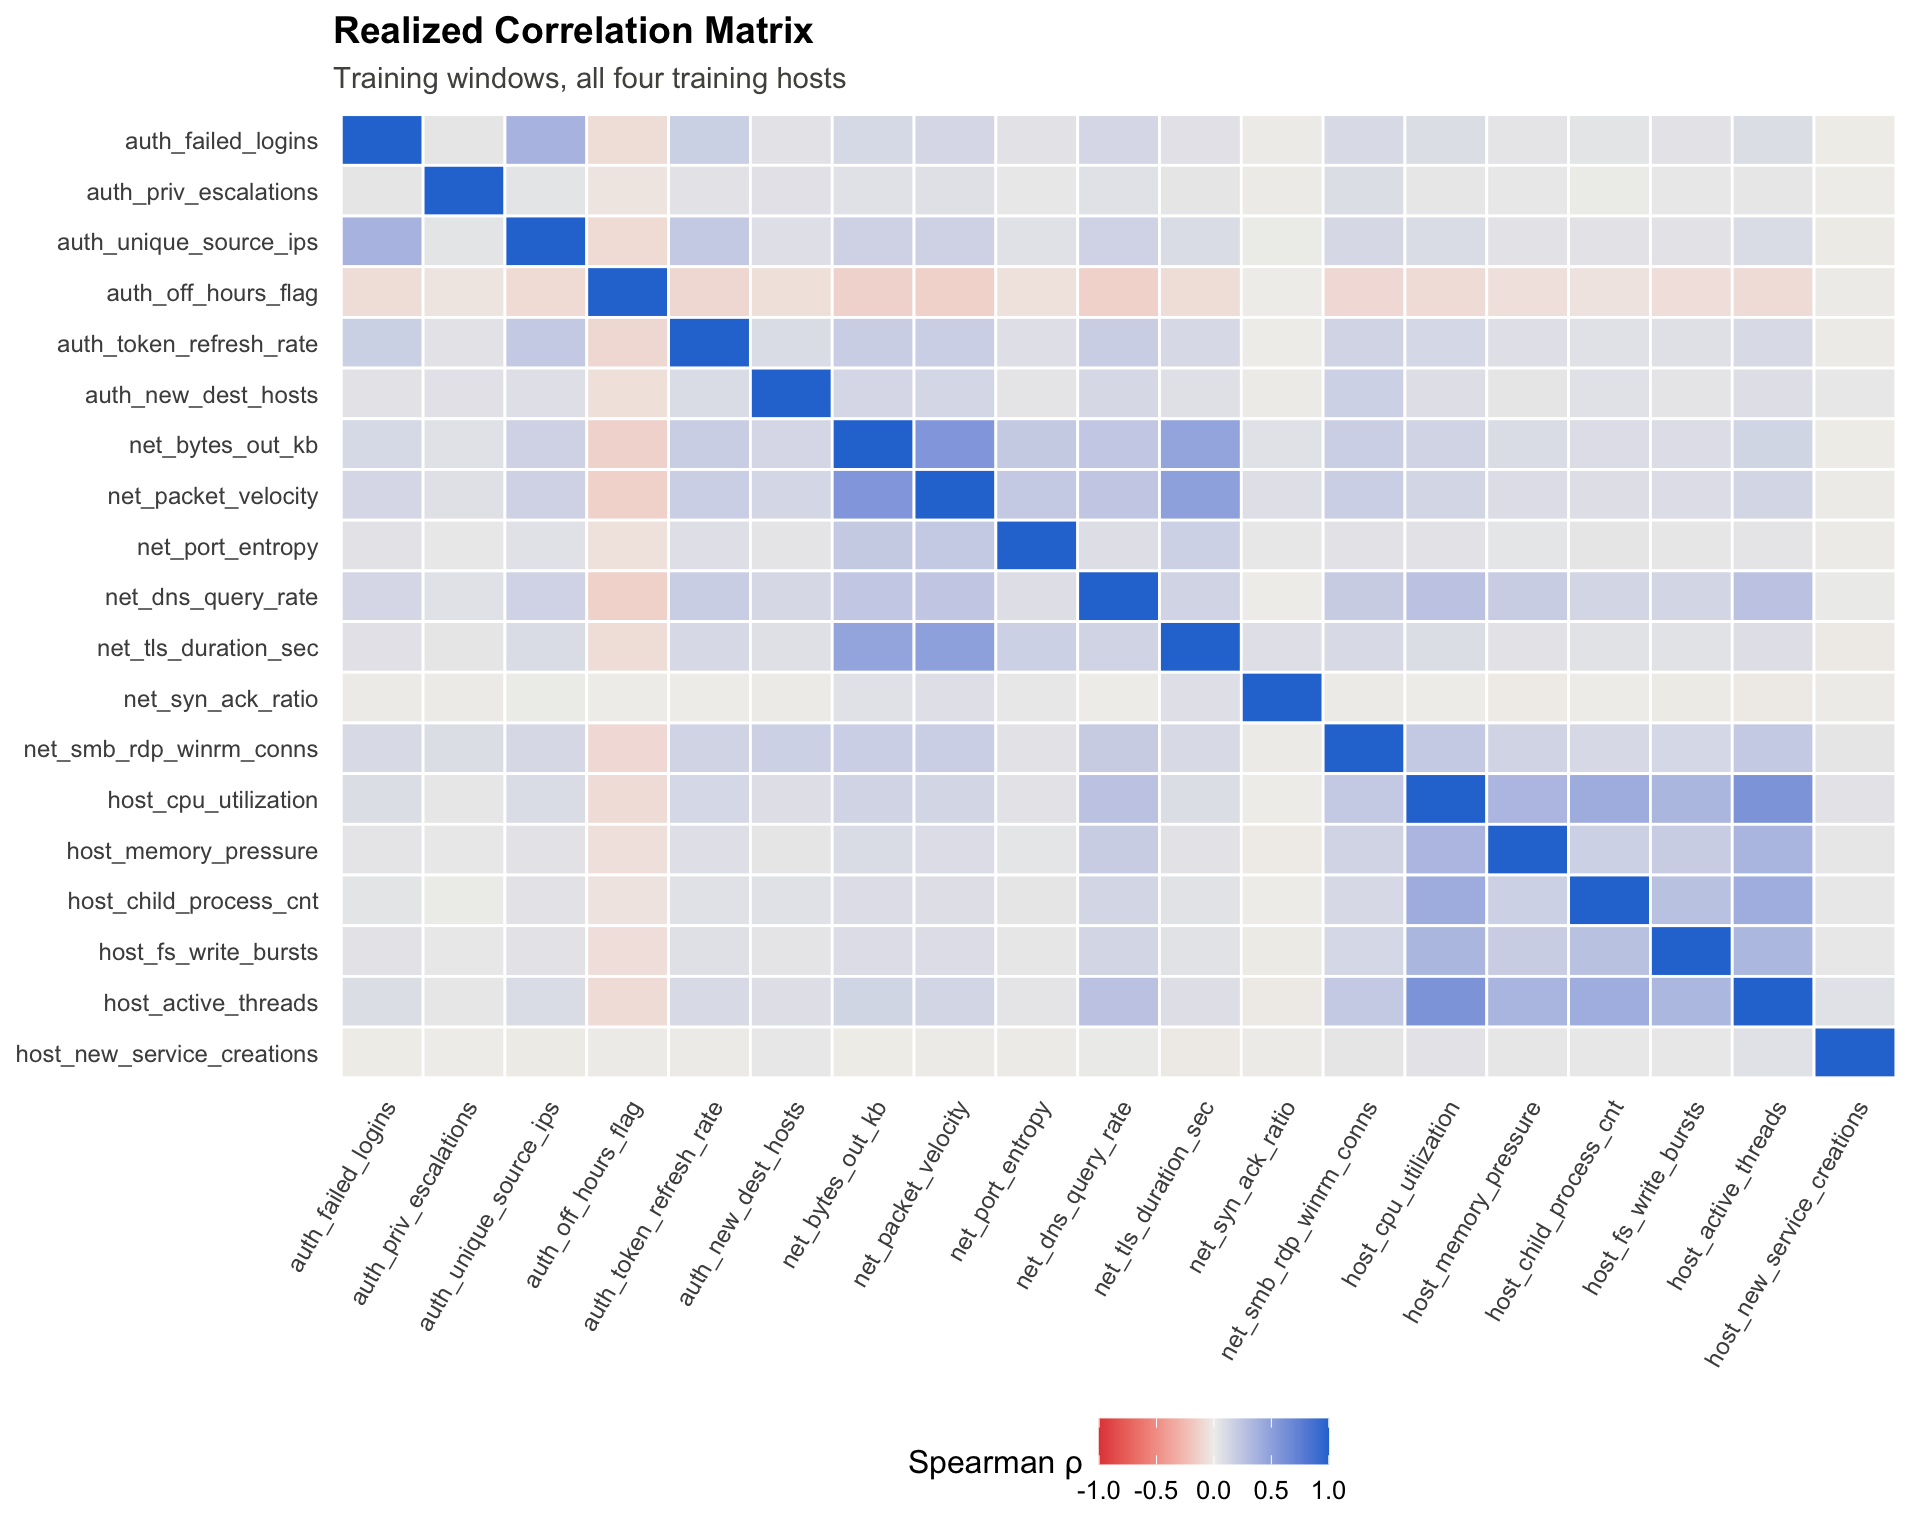 Realized Correlation Matrix
Training windows, all four training hosts
auth_failed_logins
auth_priv_escalations
auth_unique_source_ips
auth_off_hours_flag
auth_token_refresh_rate
auth_new_dest_hosts
net_bytes_out_kb
net_packet_velocity
net_port_entropy
net_dns_query_rate
net_tls_duration_sec
net_syn_ack_ratio
net_smb_rdp_winrm_conns
host_cpu_utilization
host_memory_pressure
host_child_process_cnt
host_fs_write_bursts
host_active_threads
host_new_service_creations
auth_failed_logins
auth_priv_escalations
auth_unique_source_ips
auth_off_hours_flag
auth_token_refresh_rate
auth_new_dest_hosts
net_bytes_out_kb
net_packet_velocity
net_port_entropy
net_dns_query_rate
net_tls_duration_sec
net_syn_ack_ratio
net_smb_rdp_winrm_conns
host_cpu_utilization
host_memory_pressure
host_child_process_cnt
host_fs_write_bursts
host_active_threads
host_new_service_creations
Spearman ρ
-1.0 -0.5 0.0 0.5 1.0